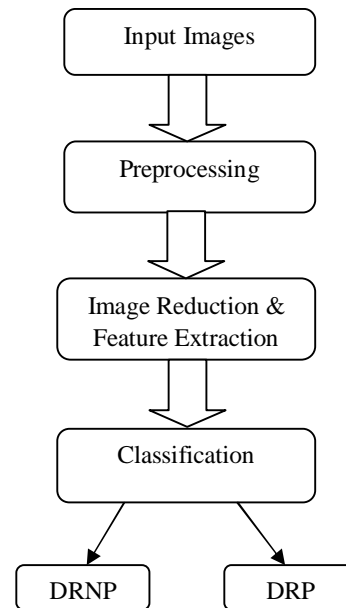 Input Images
Preprocessing
Image Reduction &
Feature Extraction
Classification
DRNP
DRP